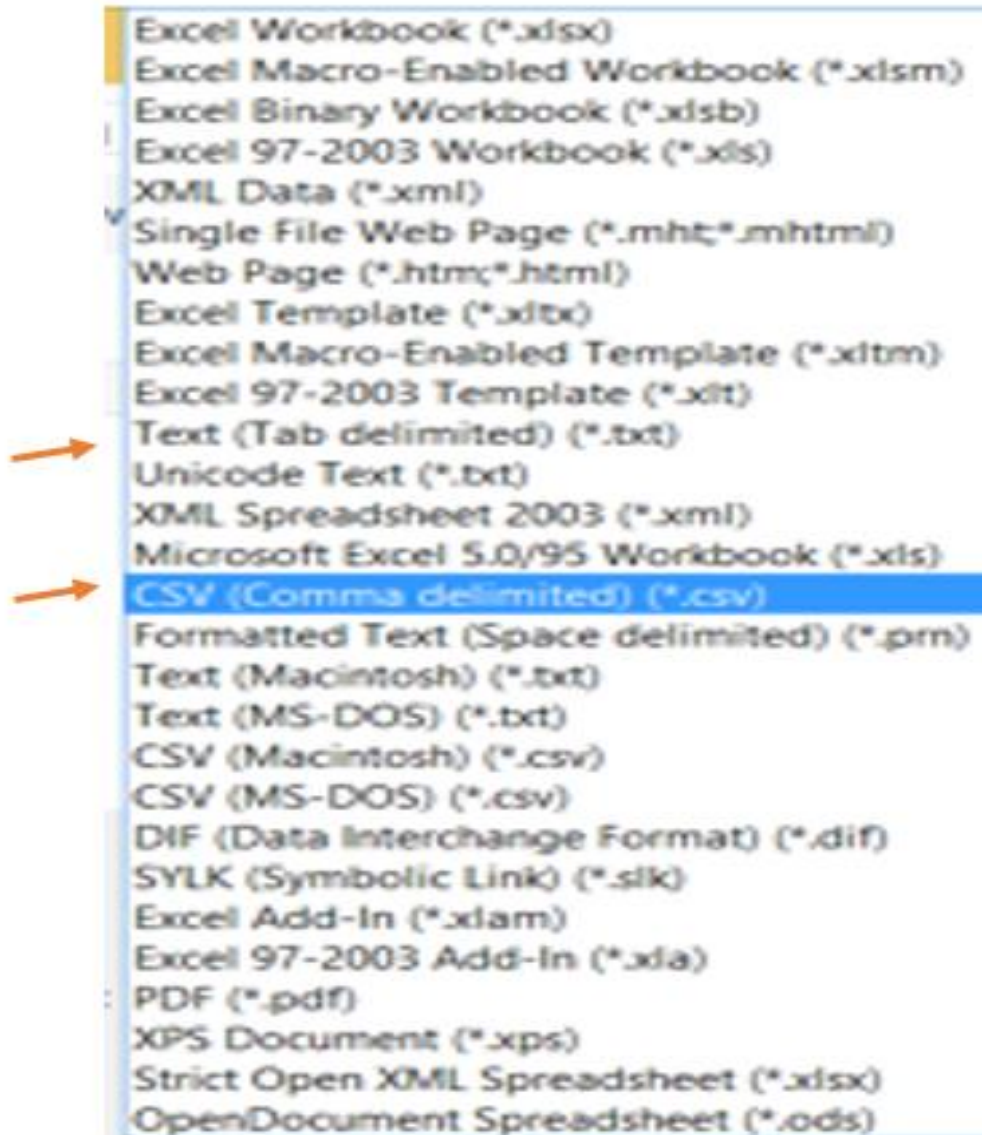 Excel Workbook (*.xlsx)
Excel Macro-Enabled Workbook (*.xlsm)
Excel Binary Workbook (*.xlsb)
Excel 97-2003 Workbook (*.xls)
XML Data (*.xml)
Single File Web Page (*.mht;*.mhtml)
Web Page (*.htm;*.html)
Excel Template (*.xltx)
Excel Macro-Enabled Template (*.xltm)
Excel 97-2003 Template (*.xlt)
Text (Tab delimited) (*.txt)
Unicode Text (*.txt)
XML Spreadsheet 2003 (*.xml)
Microsoft Excel 5.0/95 Workbook (*.xls)
CSV (Comma delimited) (*.csv)
Formatted Text (Space delimited) (*.prn)
Text (Macintosh) (*.txt)
Text (MS-DOS) (*.txt)
CSV (Macintosh) (*.csv)
CSV (MS-DOS) (*.csv)
DIF (Data Interchange Format) (*.dif)
SYLK (Symbolic Link) (*.slk)
Excel Add-In (*.xlam)
Excel 97-2003 Add-In (*.xla)
PDF (*.pdf)
XPS Document (*.xps)
Strict Open XML Spreadsheet (*.xlsx)
OpenDocument Spreadsheet (*.ods)